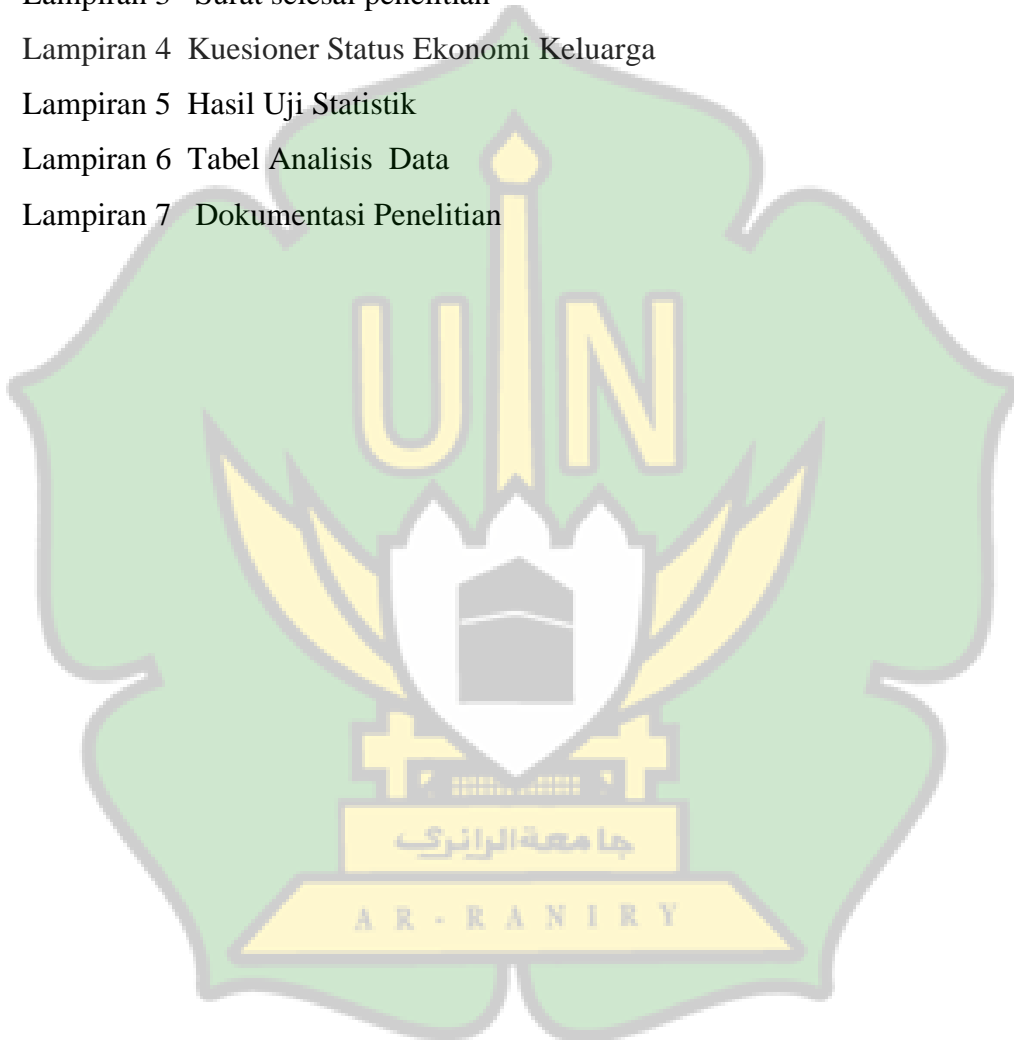 Lampiran 3 Surat selesai penelitian
Lampiran 4 Kuesioner Status Ekonomi Keluarga
Lampiran 5 Hasil Uji Statistik
Lampiran 6 Tabel Analisis Data
Lampiran 7 Dokumentasi Penelitian
UIN
جامعة الرانري
AR-RANIRY